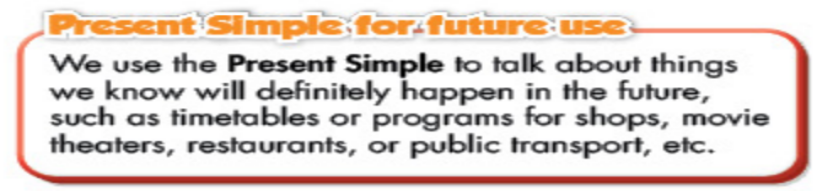 Present Simple for future use
We use the Present Simple to talk about things
we know will definitely happen in the future,
such as timetables or programs for shops, movie
theaters, restaurants, or public transport, etc.